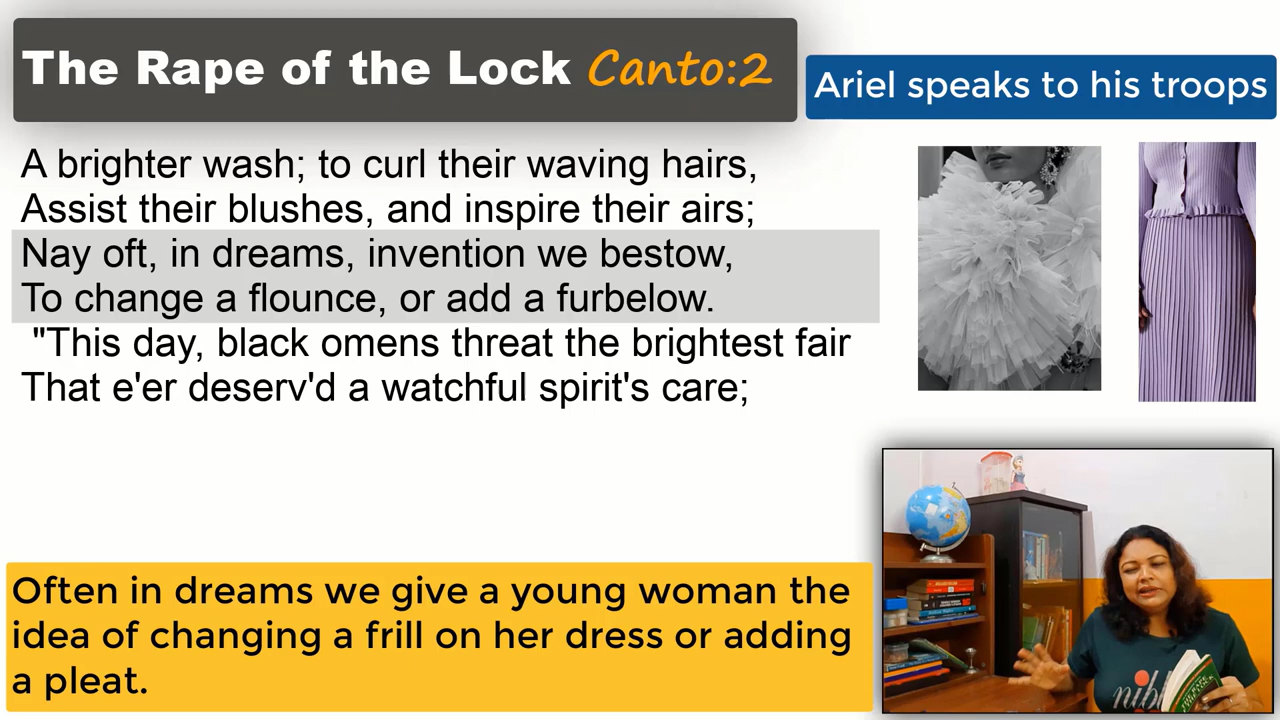 The Rape of the Lock Canto:2
Ariel speaks to his troops
A brighter wash; to curl their waving hairs,
Assist their blushes, and inspire their airs;
Nay oft, in dreams, invention we bestow,
To change a flounce, or add a furbelow.
"This day, black omens threat the brightest fair
That e'er deserv'd a watchful spirit's care;
Often in dreams we give a young woman the
idea of changing a frill on her dress or adding
a pleat.